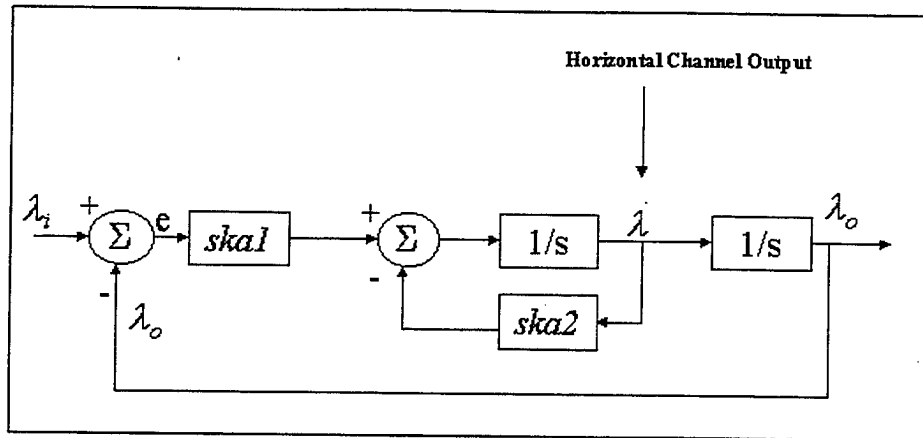 Horizontal Channel Output
λi + Σ e ska1 + Σ 1/s λ 1/s λo
- λo - ska2